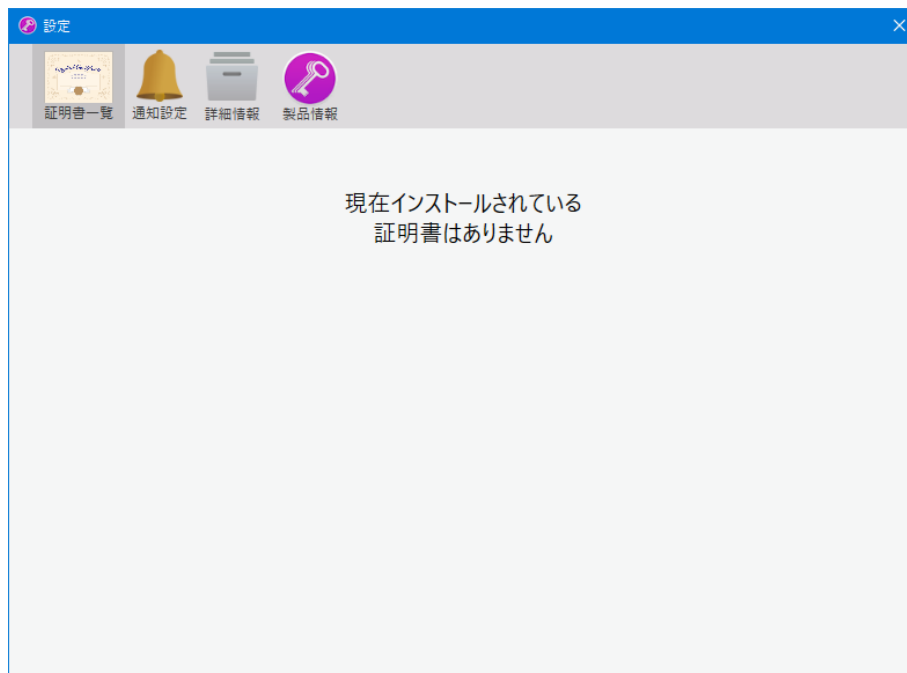 設定
証明書一覧
通知設定
詳細情報
製品情報
現在インストールされている
証明書はありません